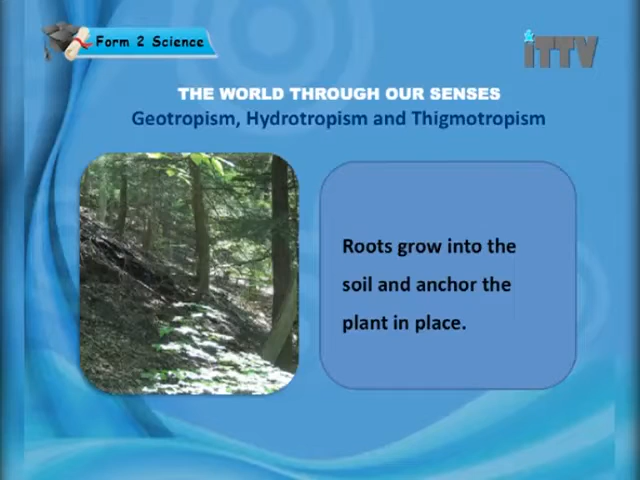 Form 2 Science
iTTV
THE WORLD THROUGH OUR SENSES
Geotropism, Hydrotropism and Thigmotropism
Roots grow into the
soil and anchor the
plant in place.